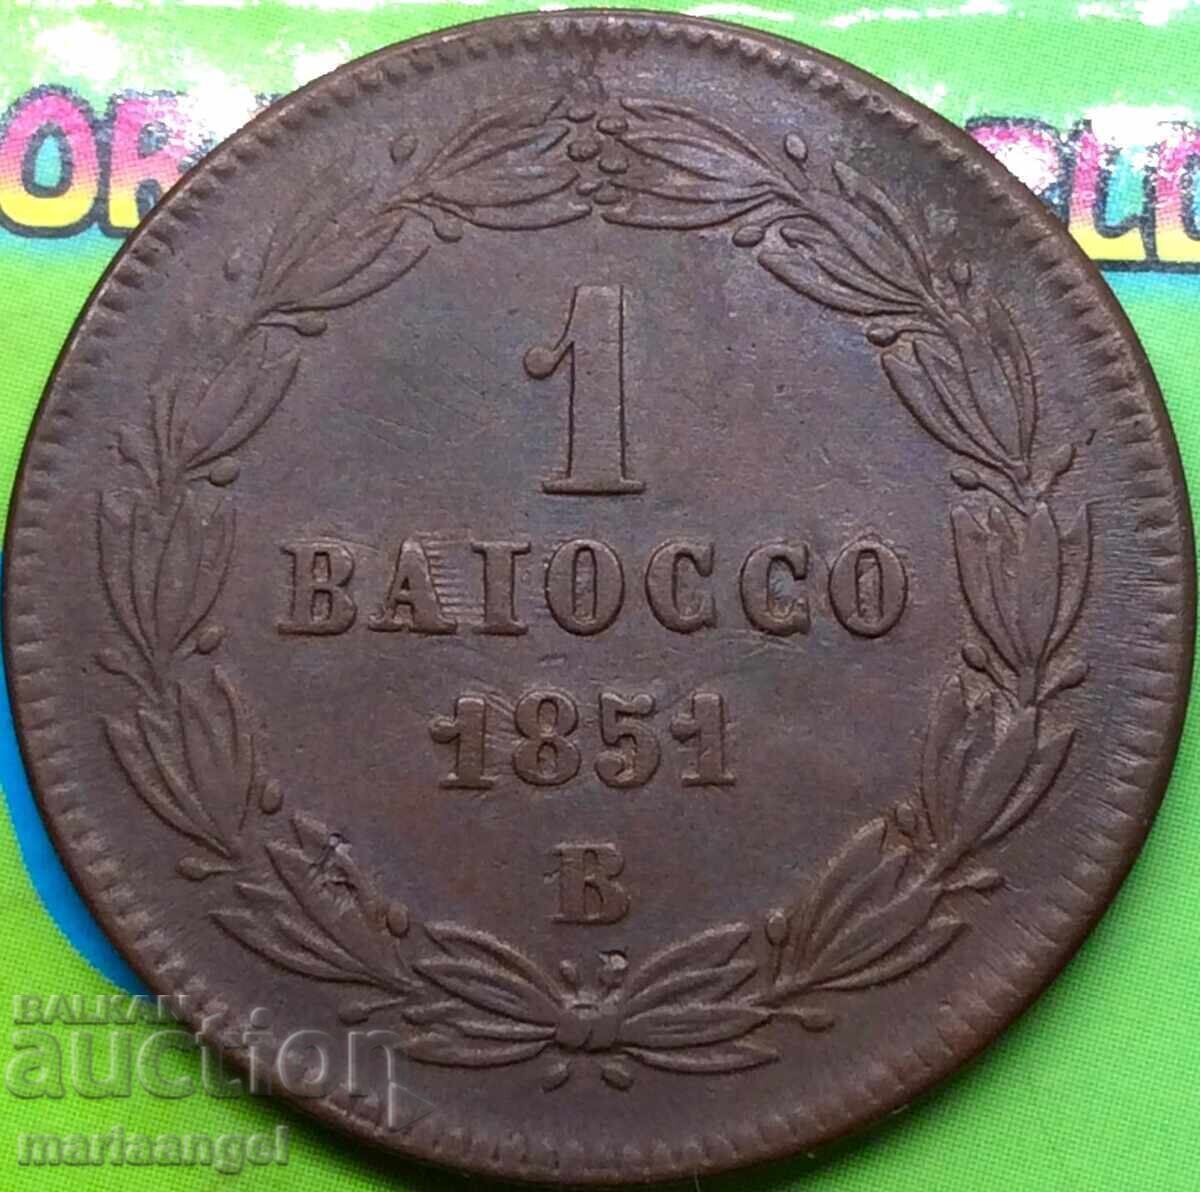 1
BAIOCCO
1851
B
BALKAN
auction
mariaangel